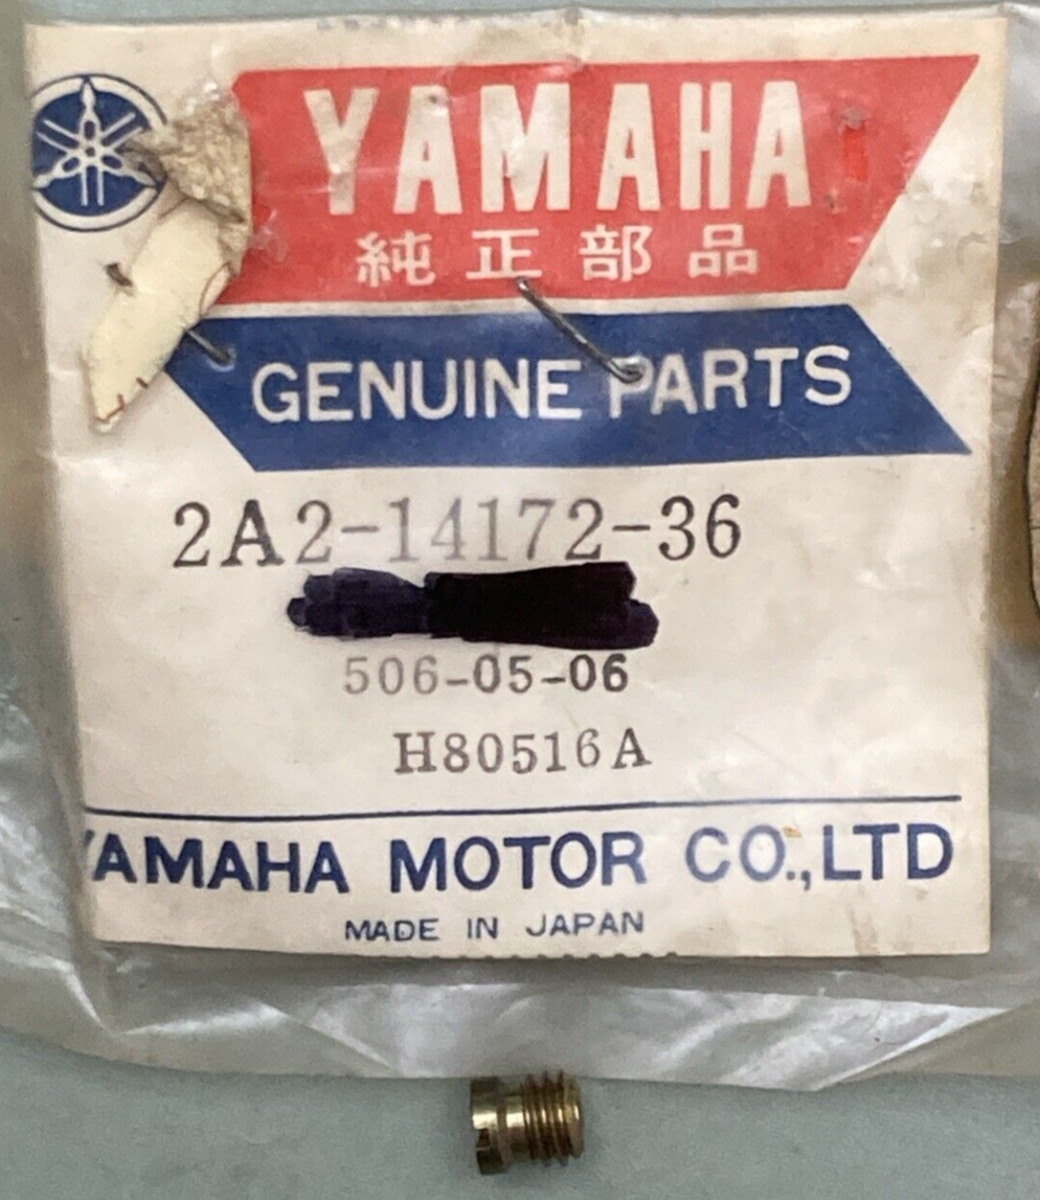 YAMAHA
純正部品
GENUINE PARTS
2A2-14172-36
506-05-06
H80516A
YAMAHA MOTOR CO.,LTD
MADE IN JAPAN